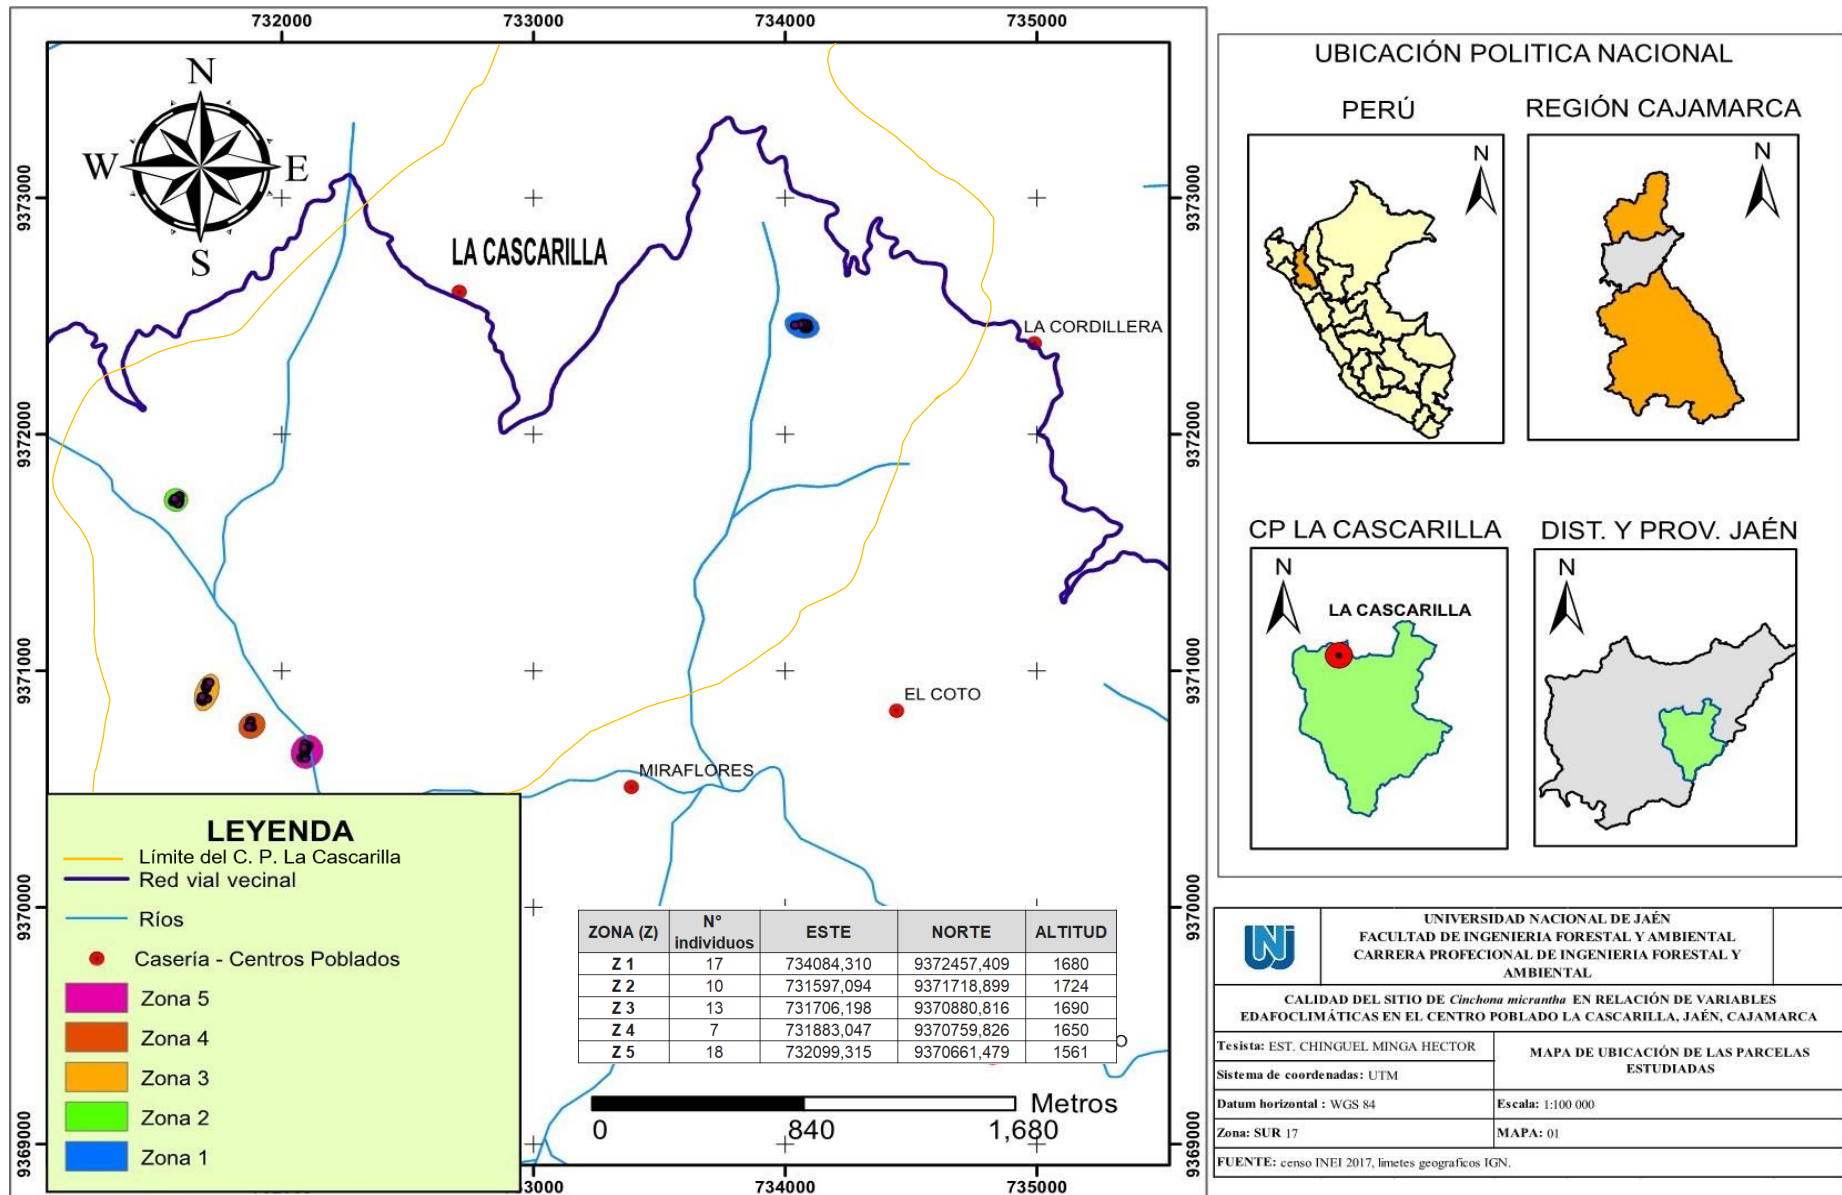 732000 733000 734000 735000
9373000
9372000
9371000
9370000
9369000
N
W E
S
LA CASCARILLA
LA CORDILLERA
EL COTO
MIRAFLORES
9373000
9372000
9371000
9370000
9369000
LEYENDA
Límite del C. P. La Cascarilla
Red vial vecinal
Ríos
Casería - Centros Poblados
Zona 5
Zona 4
Zona 3
Zona 2
Zona 1
ZONA (Z) N° individuos ESTE NORTE ALTITUD
Z 1 17 734084,310 9372457,409 1680
Z 2 10 731597,094 9371718,899 1724
Z 3 13 731706,198 9370880,816 1690
Z 4 7 731883,047 9370759,826 1650
Z 5 18 732099,315 9370661,479 1561
O
Metros
0 840 1,680
733000 734000 735000
UBICACIÓN POLITICA NACIONAL
PERÚ
N
REGIÓN CAJAMARCA
N
CP LA CASCARILLA
N
LA CASCARILLA
DIST. Y PROV. JAÉN
N
UNJ
UNIVERSIDAD NACIONAL DE JAÉN
FACULTAD DE INGENIERIA FORESTAL Y AMBIENTAL
CARRERA PROFECIONAL DE INGENIERIA FORESTAL Y
AMBIENTAL
CALIDAD DEL SITIO DE Cinchona micrantha EN RELACIÓN DE VARIABLES
EDAFOCLIMÁTICAS EN EL CENTRO POBLADO LA CASCARILLA, JAÉN, CAJAMARCA
Tesista: EST. CHINGUEL MINGA HECTOR
MAPA DE UBICACIÓN DE LAS PARCELAS
ESTUDIADAS
Sistema de coordenadas: UTM
Datum horizontal : WGS 84
Escala: 1:100 000
Zona: SUR 17
MAPA: 01
FUENTE: censo INEI 2017, limetes geograficos IGN.